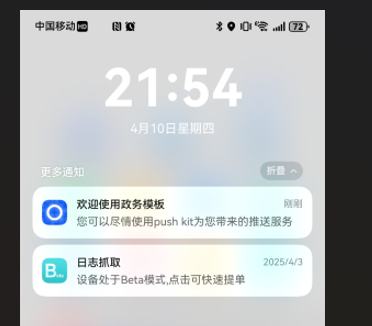 中国移动 HD 72
21:54
4月10日星期四
更多通知 折叠
欢迎使用政务模板 刚刚
您可以尽情使用push kit为您带来的推送服务
日志抓取 2025/4/3
设备处于Beta模式,点击可快速提单